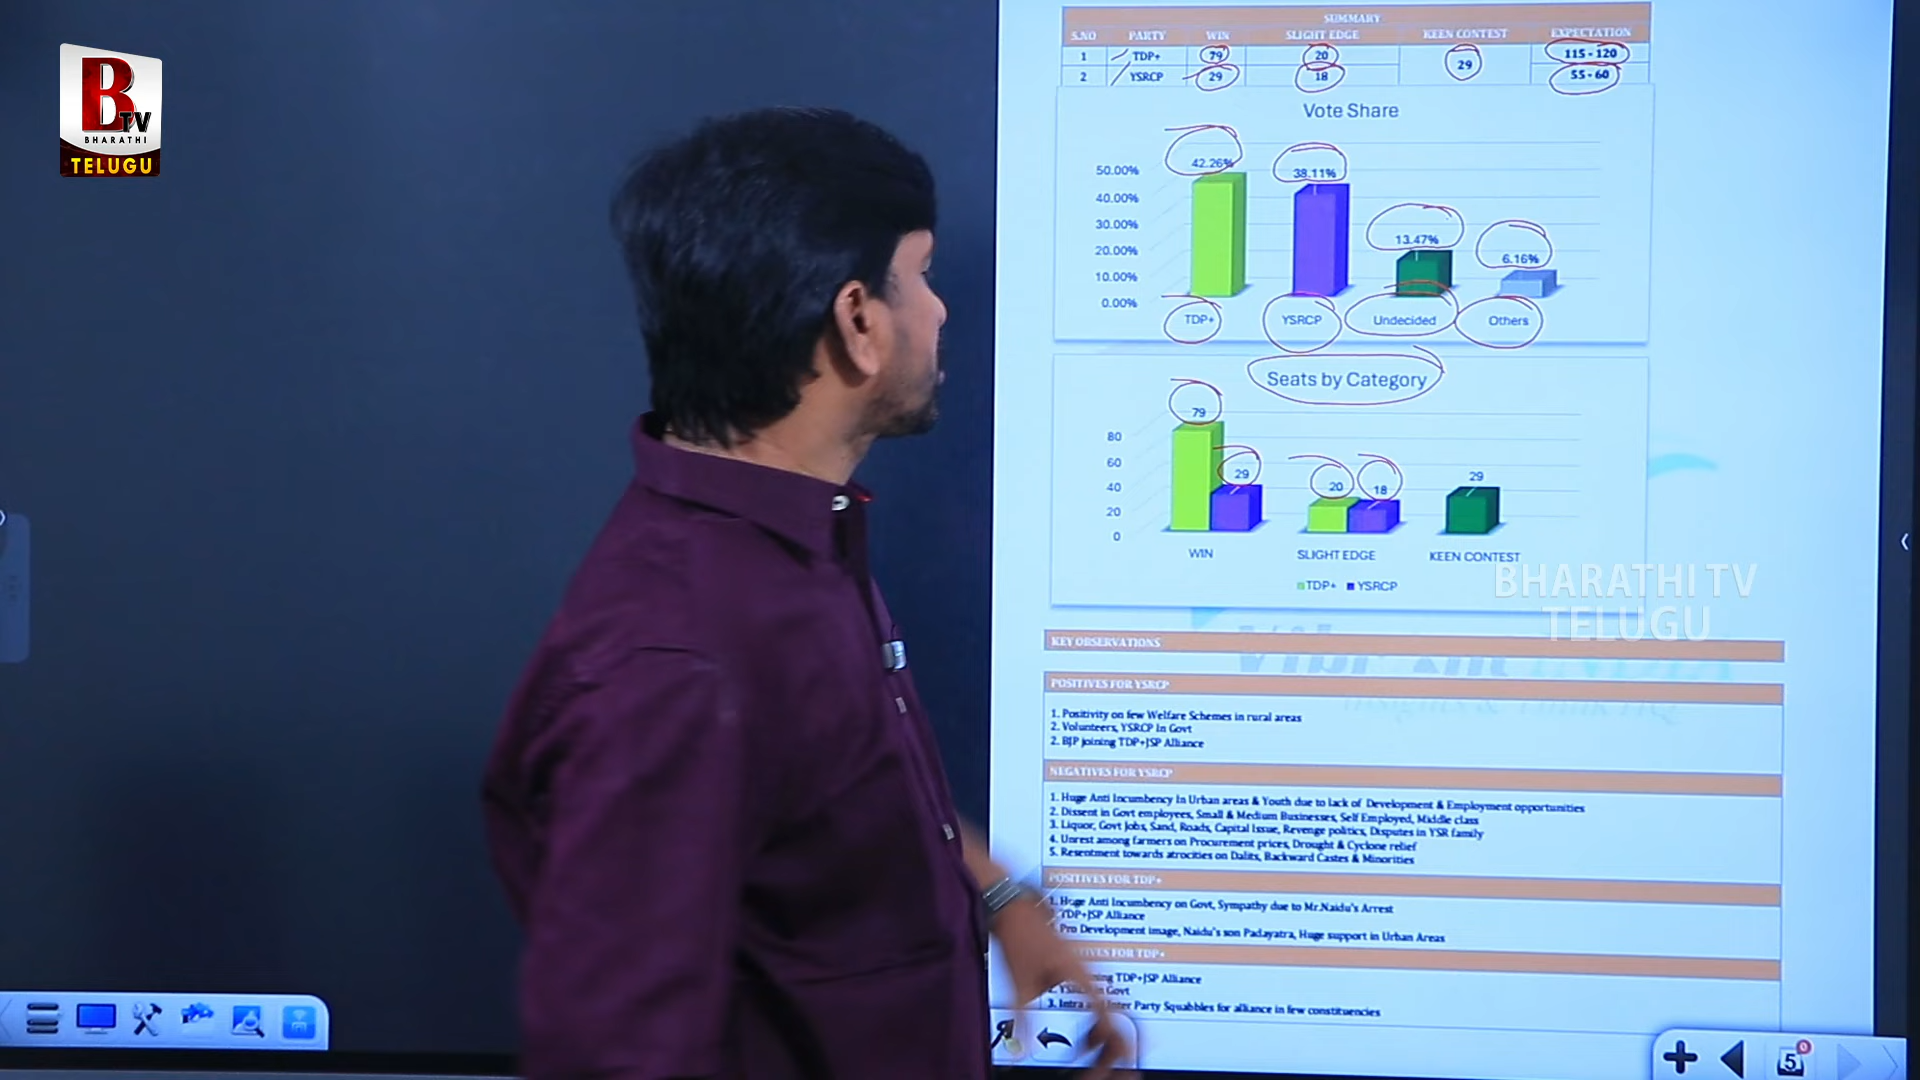 B
TV
BHARATHI
TELUGU
SUMMARY
S.NO PARTY WIN SLIGHT EDGE KEEN CONTEST EXPECTATION
1 TDP+ 79 20 29 115 - 120
2 YSRCP 29 18 55 - 60
Vote Share
50.00%
40.00%
30.00%
20.00%
10.00%
0.00%
42.26%
38.11%
13.47%
6.16%
TDP+ YSRCP Undecided Others
Seats by Category
80
60
40
20
0
79
29
20
18
29
WIN SLIGHT EDGE KEEN CONTEST
TDP+ YSRCP
BHARATHI TV
TELUGU
KEY OBSERVATIONS
POSITIVES FOR YSRCP
1. Positivity on few Welfare Schemes in rural areas
2. Volunteers, YSRCP In Govt
2. BJP joining TDP+JSP Alliance
NEGATIVES FOR YSRCP
1. Huge Anti Incumbency In Urban areas & Youth due to lack of Development & Employment opportunities
2. Dissent in Govt employees, Small & Medium Businesses, Self Employed, Middle class
3. Liquor, Govt Jobs, Sand, Roads, Capital Issue, Revenge politics, Disputes in YSR family
4. Unrest among farmers on Procurement prices, Drought & Cyclone relief
5. Resentment towards atrocities on Dalits, Backward Castes & Minorities
POSITIVES FOR TDP+
1. Huge Anti Incumbency on Govt, Sympathy due to Mr.Naidu's Arrest
TDP+JSP Alliance
Pro Development image, Naidu's son Padayatra, Huge support in Urban Areas
FOR TDP+
TDP+JSP Alliance
2. Govt
3. Intra Inter Party Squabbles for alliance in few constituencies
5
0